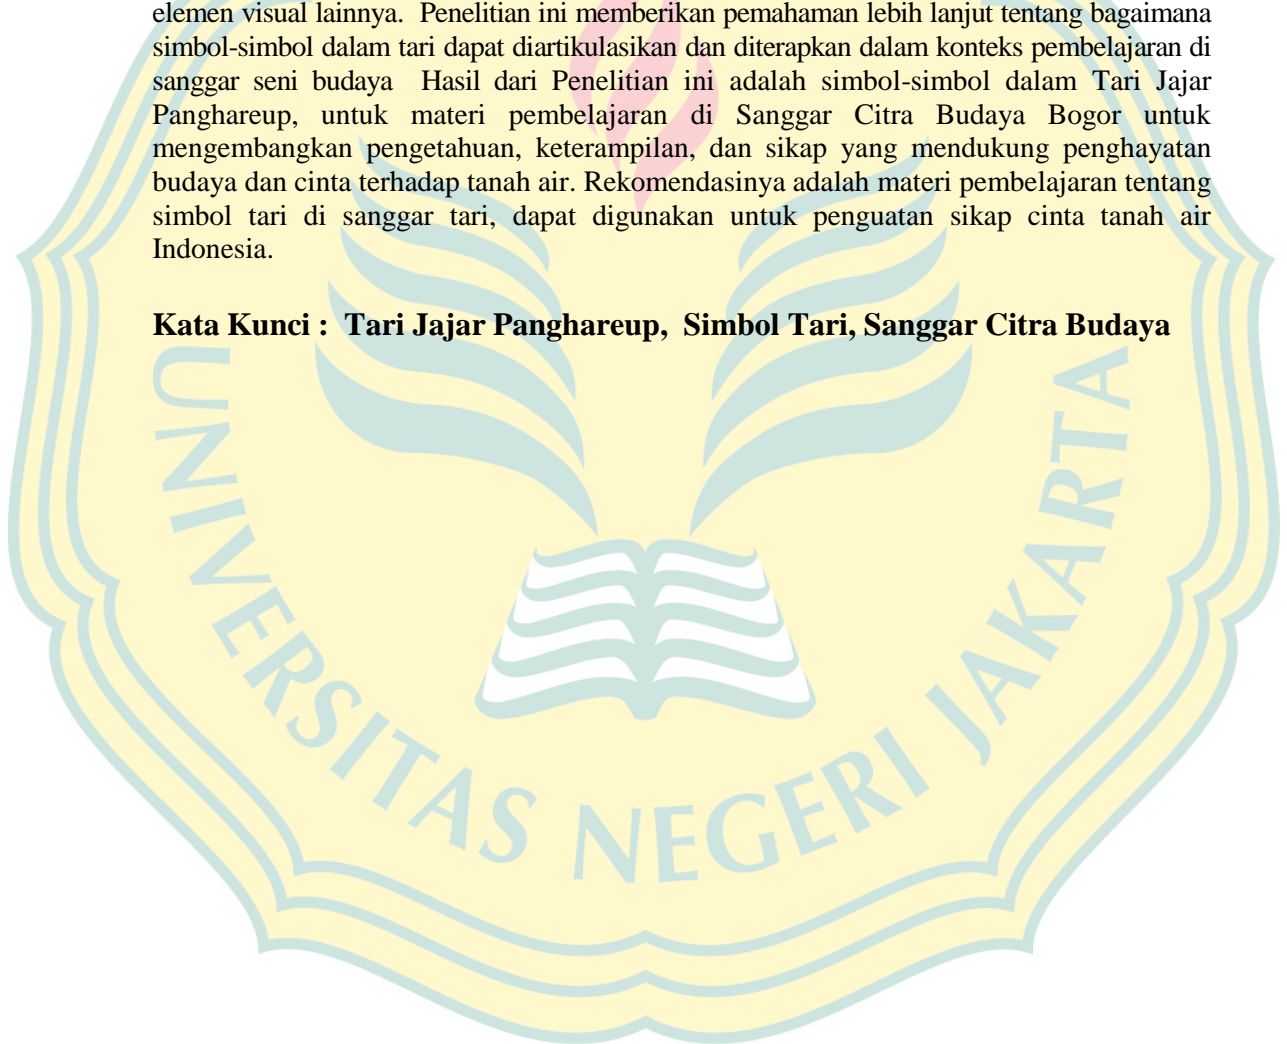 elemen visual lainnya. Penelitian ini memberikan pemahaman lebih lanjut tentang bagaimana
simbol-simbol dalam tari dapat diartikulasikan dan diterapkan dalam konteks pembelajaran di
sanggar seni budaya Hasil dari Penelitian ini adalah simbol-simbol dalam Tari Jajar
Panghareup, untuk materi pembelajaran di Sanggar Citra Budaya Bogor untuk
mengembangkan pengetahuan, keterampilan, dan sikap yang mendukung penghayatan
budaya dan cinta terhadap tanah air. Rekomendasinya adalah materi pembelajaran tentang
simbol tari di sanggar tari, dapat digunakan untuk penguatan sikap cinta tanah air
Indonesia.
Kata Kunci : Tari Jajar Panghareup, Simbol Tari, Sanggar Citra Budaya
UNIVERSITAS NEGERI JAKARTA